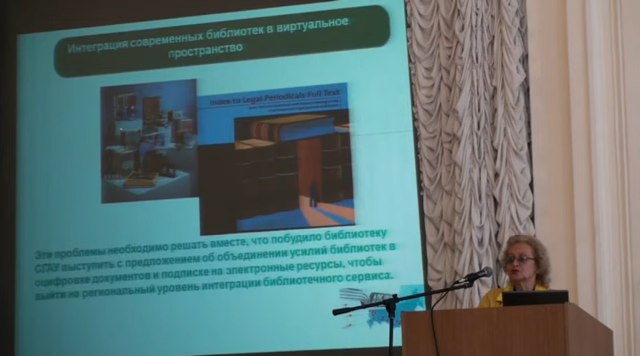 Интеграция современных библиотек в виртуальное
пространство
Index to Legal Periodicals Full Text
Эти проблемы необходимо решать вместе, что побудило библиотеку
СГАУ выступить с предложением об объединении усилий библиотек в
оцифровке документов и подписке на электронные ресурсы, чтобы
выйти на региональный уровень интеграции библиотечного сервиса.